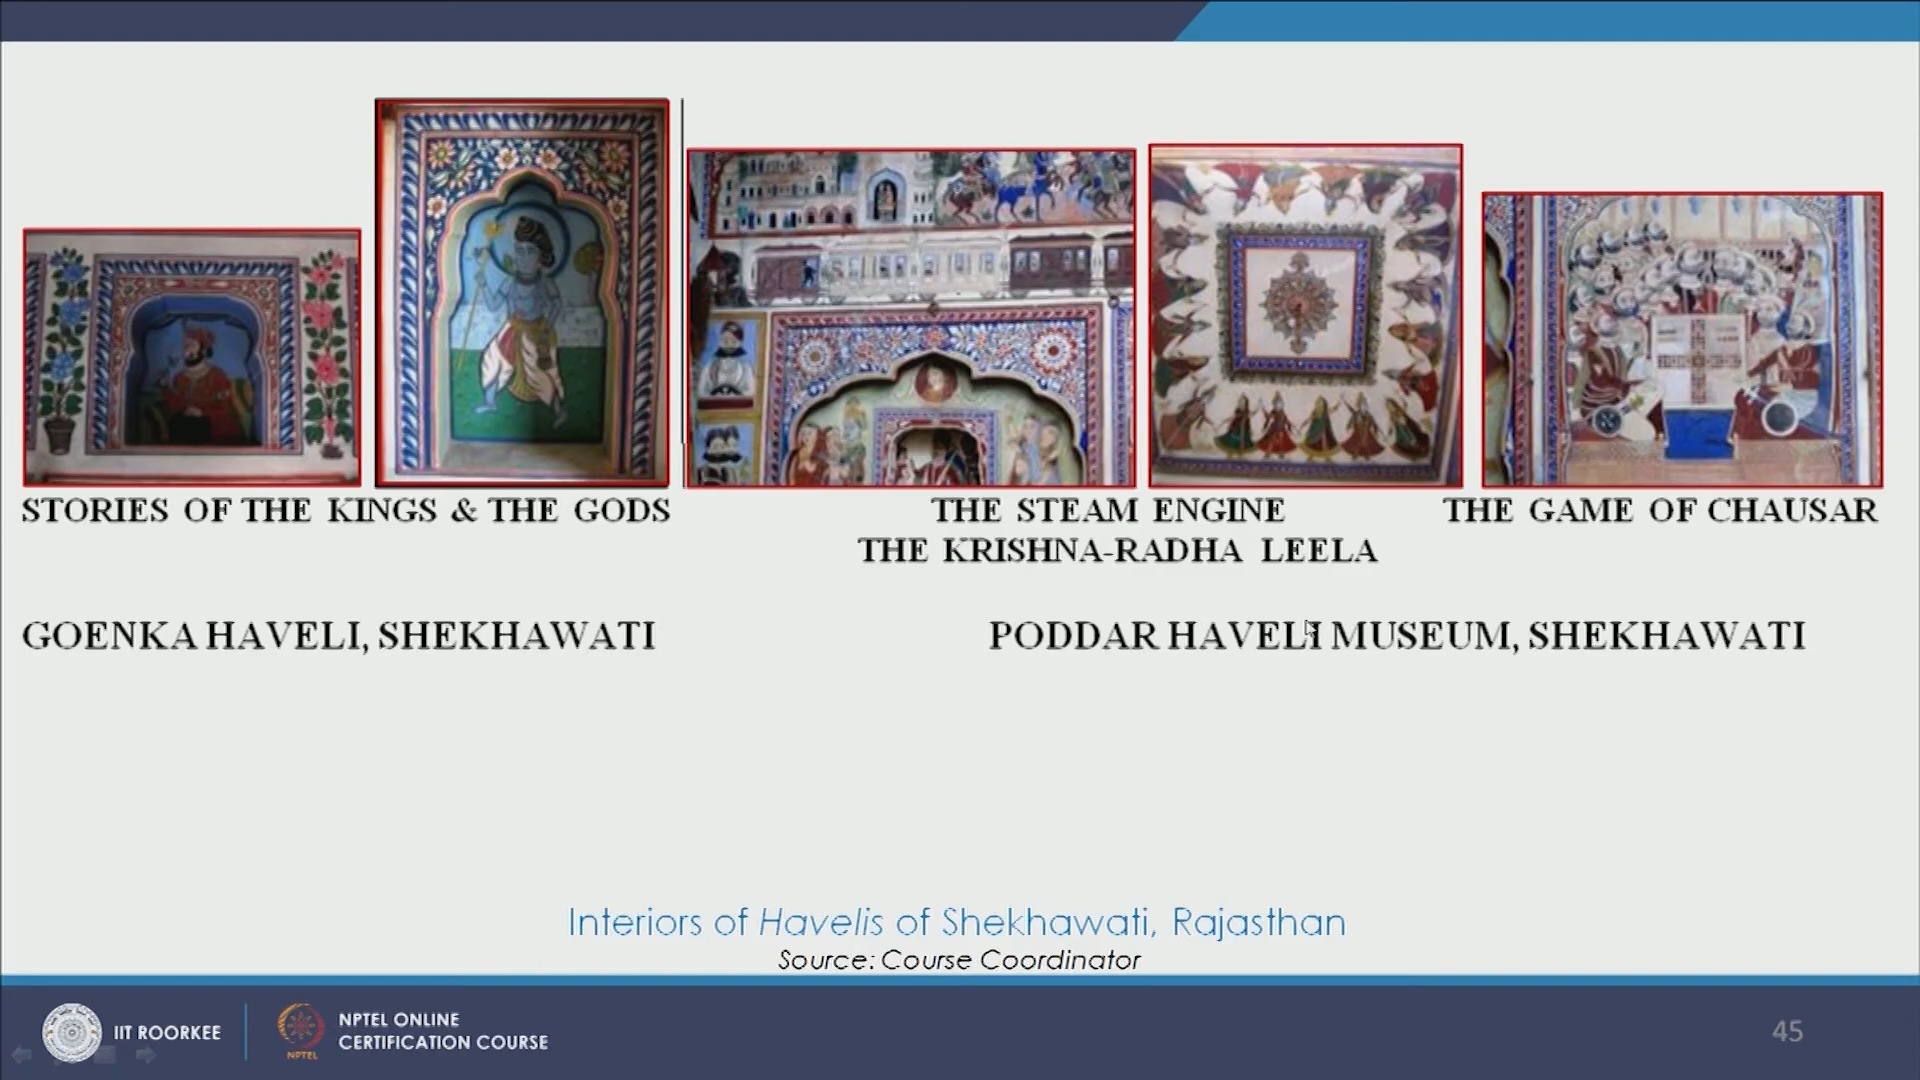 STORIES OF THE KINGS & THE GODS
THE STEAM ENGINE
THE KRISHNA-RADHA LEELA
THE GAME OF CHAUSAR
GOENKA HAVELI, SHEKHAWATI
PODDAR HAVELI MUSEUM, SHEKHAWATI
Interiors of Havelis of Shekhawati, Rajasthan
Source: Course Coordinator
IIT ROORKEE
NPTEL
NPTEL ONLINE
CERTIFICATION COURSE
45